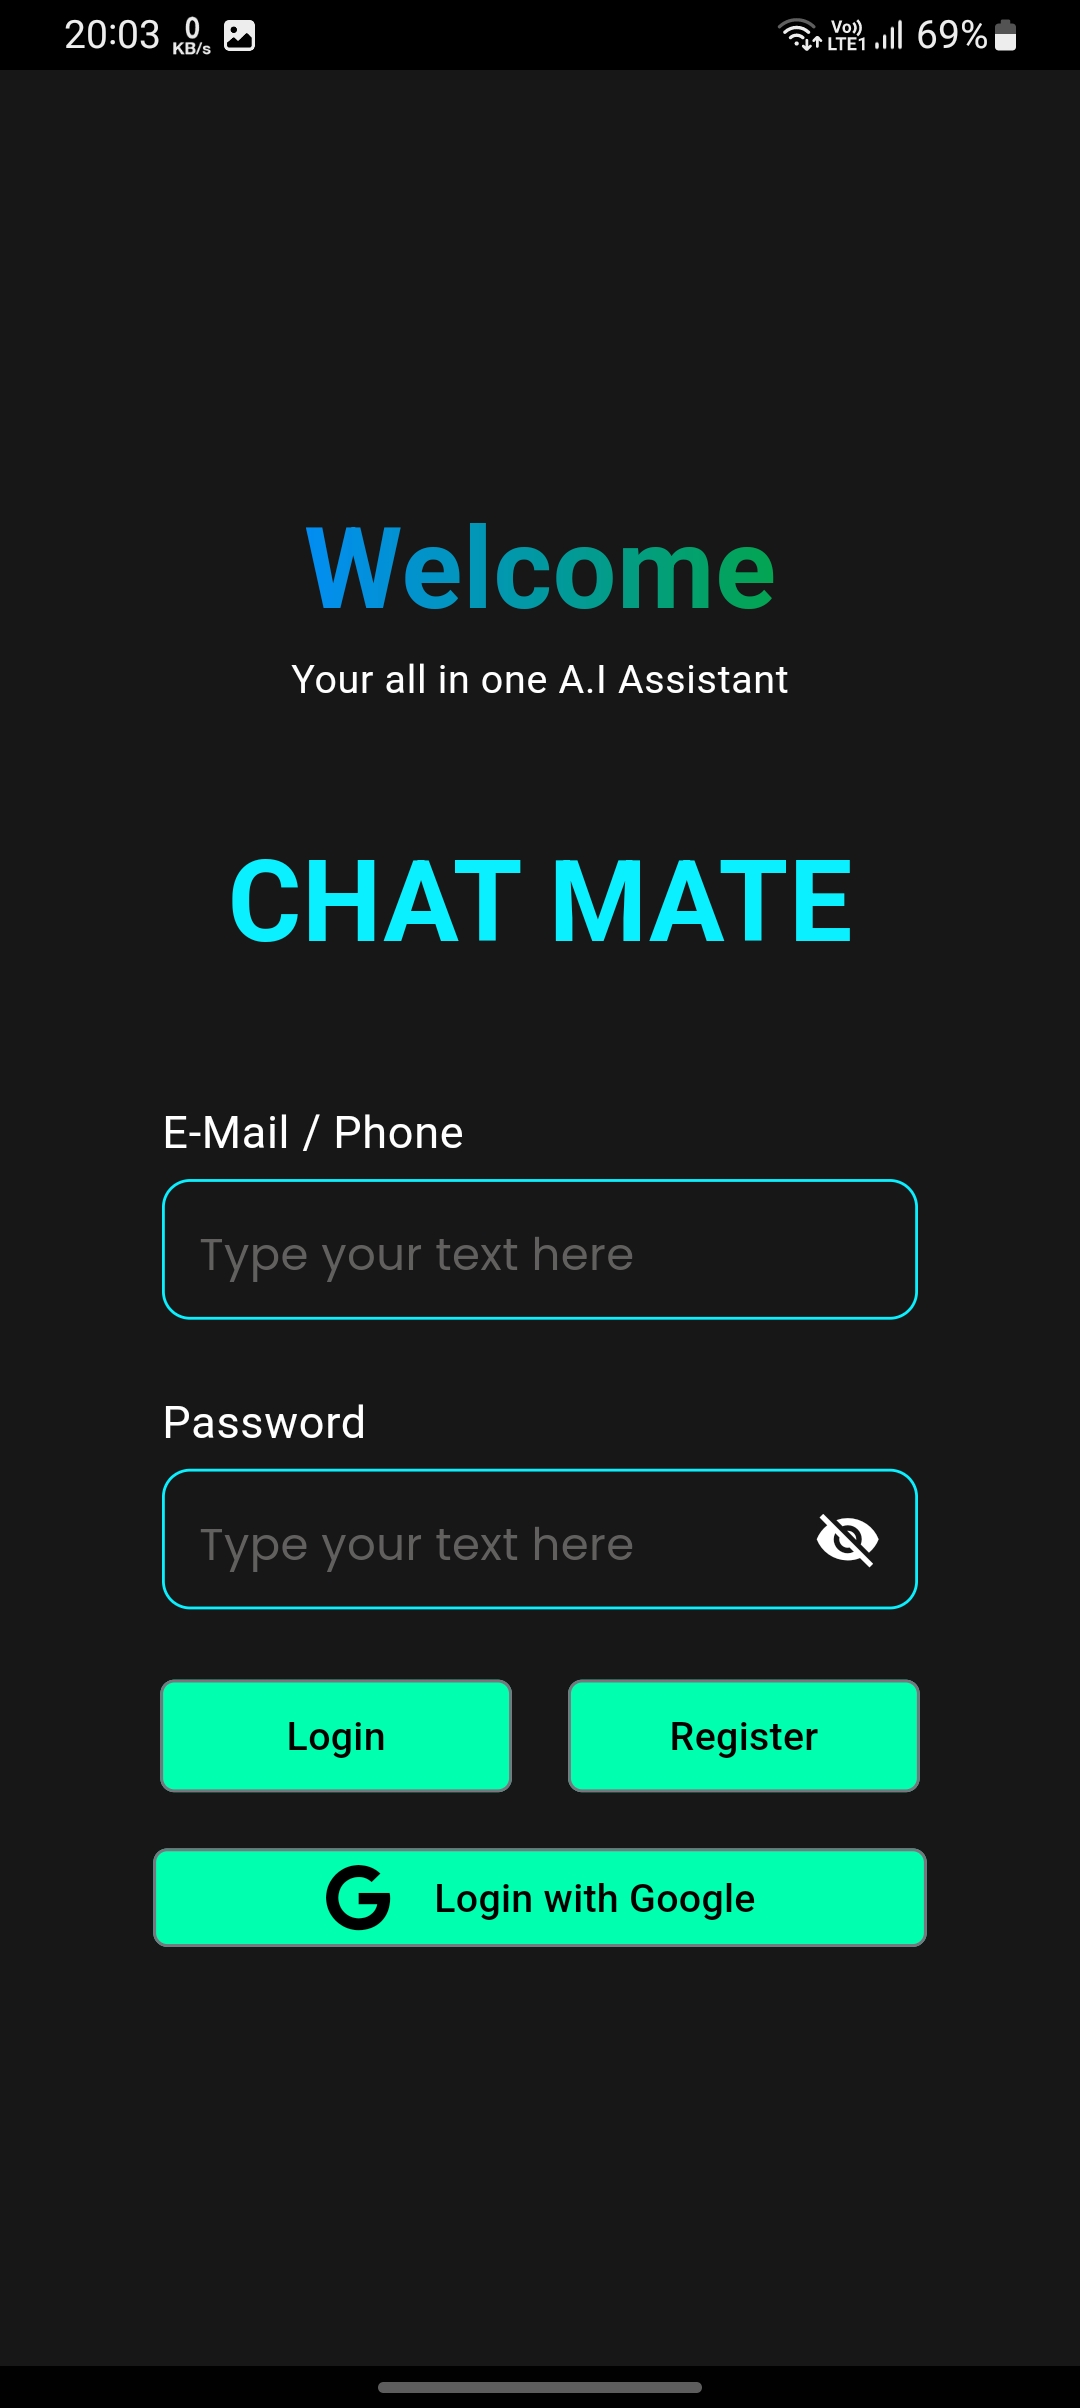 20:03 0 KB/s Vo)) LTE1 69%
Welcome
Your all in one A.I Assistant
CHAT MATE
E-Mail / Phone
Type your text here
Password
Type your text here
Login Register
G Login with Google